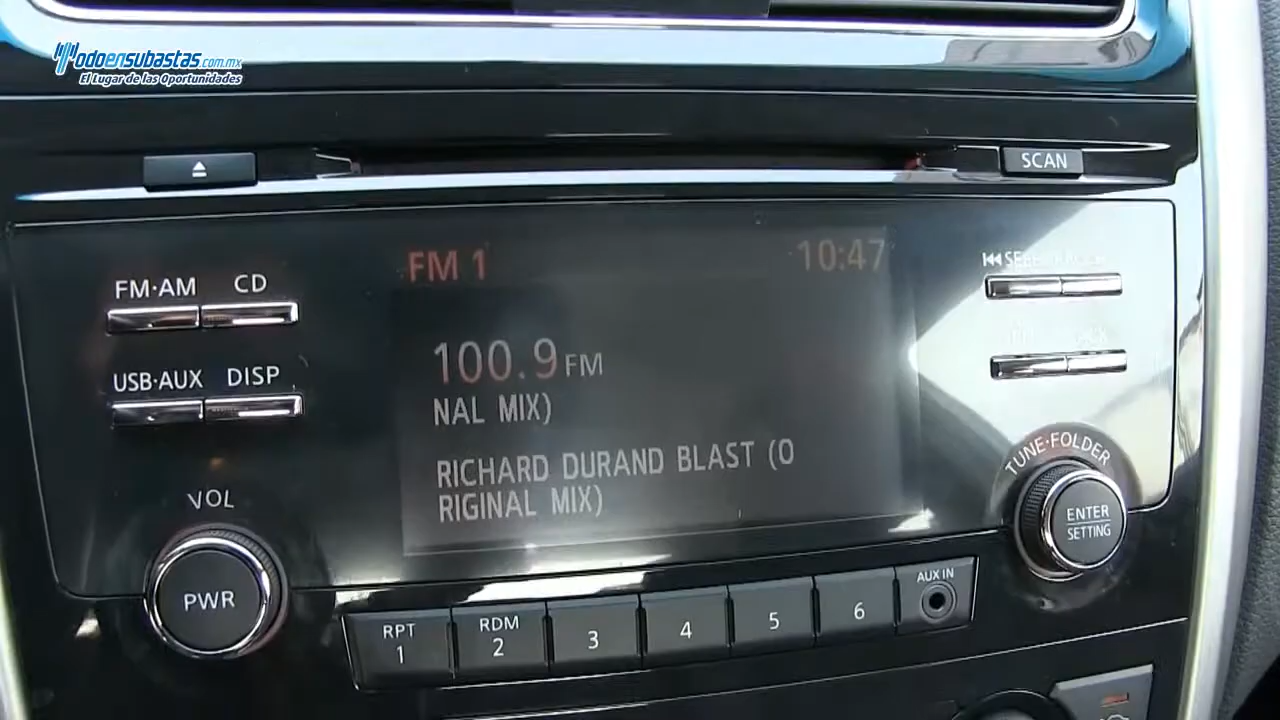 todoensubastas.com.mx
El Lugar de las Oportunidades
SCAN
FM·AM
CD
FM 1
10:47
USB·AUX
DISP
100.9 FM
NAL MIX)
RICHARD DURAND BLAST (O
RIGINAL MIX)
TUNE·FOLDER
ENTER
SETTING
VOL
PWR
RPT
1
RDM
2
3
4
5
6
AUX IN